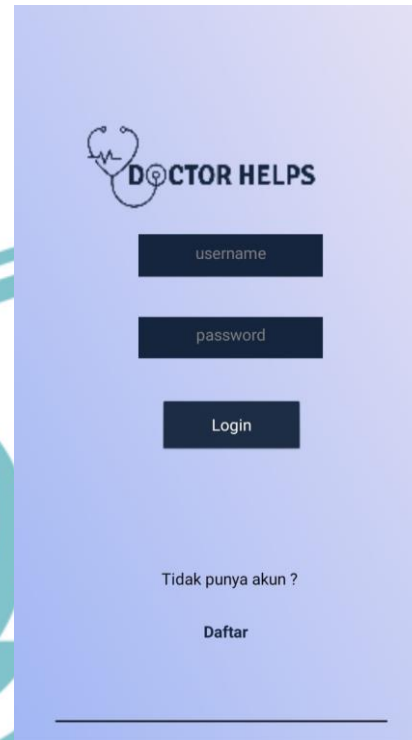 DOCTOR HELPS
username
password
Login
Tidak punya akun ?
Daftar